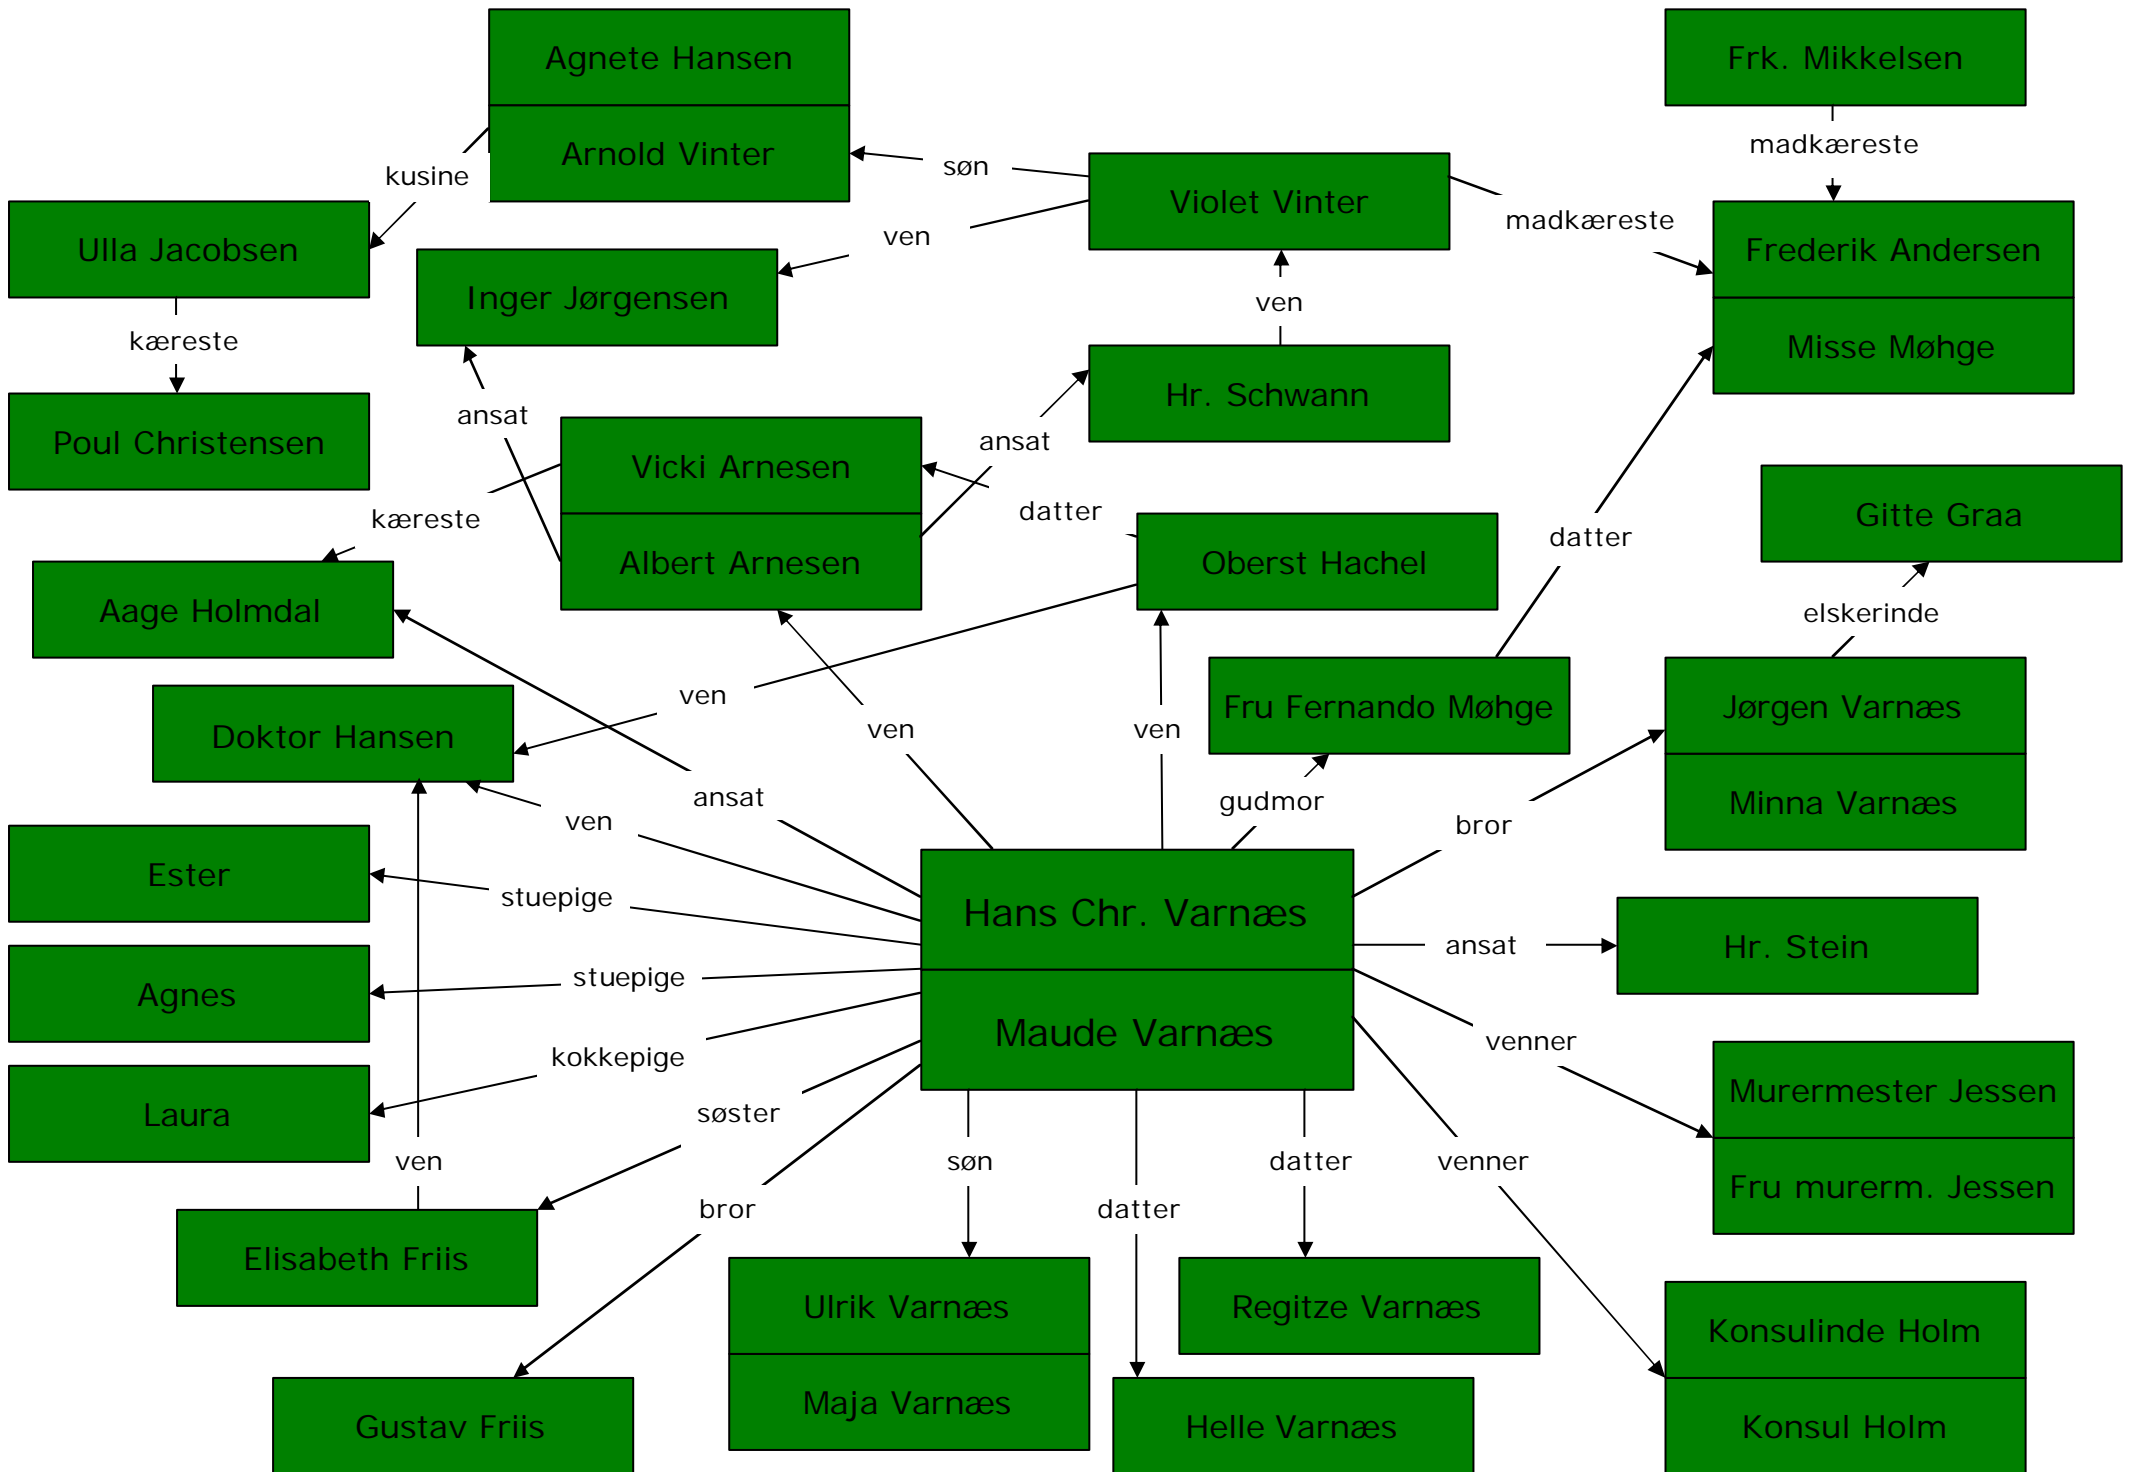 Agnete Hansen
Frk. Mikkelsen
Arnold Vinter
madkæreste
søn
kusine
Violet Vinter
madkæreste
ven
Ulla Jacobsen
Frederik Andersen
Inger Jørgensen
ven
kæreste
Misse Møhge
Hr. Schwann
ansat
Poul Christensen
ansat
Vicki Arnesen
datter
kæreste
Gitte Graa
datter
Albert Arnesen
Oberst Hachel
Aage Holmdal
elskerinde
ven
Fru Fernando Møhge
Jørgen Varnæs
ven
ven
Doktor Hansen
ansat
gudmor
Minna Varnæs
ven
bror
Ester
stuepige
Hans Chr. Varnæs
ansat
Hr. Stein
stuepige
Agnes
Maude Varnæs
venner
kokkepige
Murermester Jessen
Laura
søster
ven
søn
datter
venner
Fru murerm. Jessen
bror
datter
Elisabeth Friis
Ulrik Varnæs
Regitze Varnæs
Konsulinde Holm
Maja Varnæs
Gustav Friis
Helle Varnæs
Konsul Holm